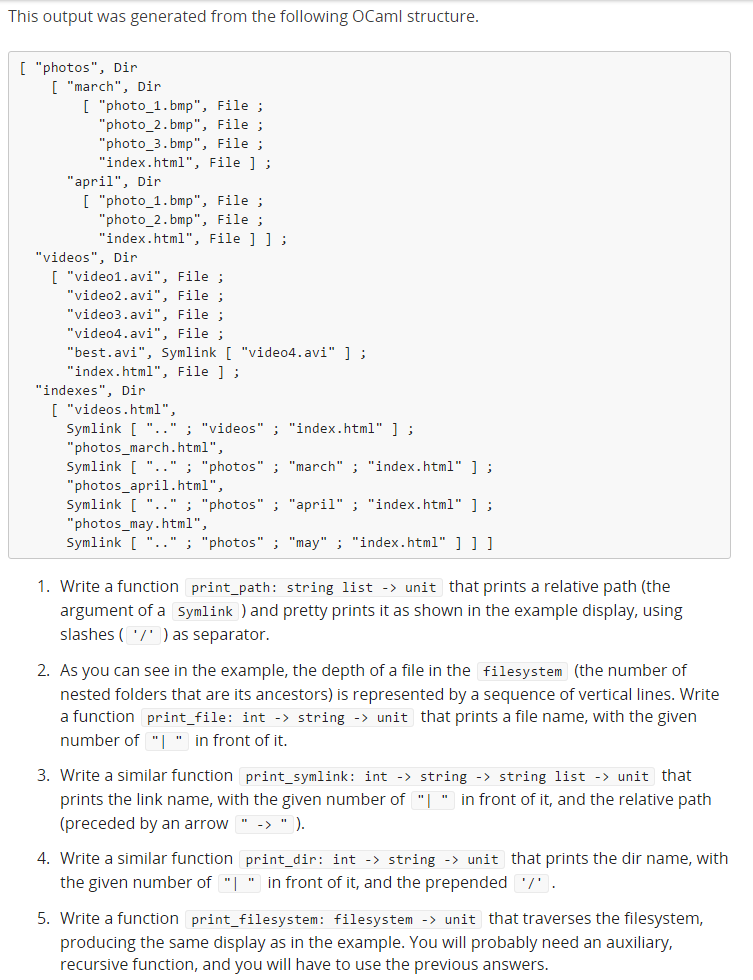 This output was generated from the following OCaml structure.
[ "photos", Dir
    [ "march", Dir
        [ "photo_1.bmp", File ;
          "photo_2.bmp", File ;
          "photo_3.bmp", File ;
          "index.html", File ] ;
      "april", Dir
        [ "photo_1.bmp", File ;
          "photo_2.bmp", File ;
          "index.html", File ] ] ;
  "videos", Dir
    [ "video1.avi", File ;
      "video2.avi", File ;
      "video3.avi", File ;
      "video4.avi", File ;
      "best.avi", Symlink [ "video4.avi" ] ;
      "index.html", File ] ;
  "indexes", Dir
    [ "videos.html",
      Symlink [ ".." ; "videos" ; "index.html" ] ;
      "photos_march.html",
      Symlink [ ".." ; "photos" ; "march" ; "index.html" ] ;
      "photos_april.html",
      Symlink [ ".." ; "photos" ; "april" ; "index.html" ] ;
      "photos_may.html",
      Symlink [ ".." ; "photos" ; "may" ; "index.html" ] ] ]
1. Write a function print_path: string list -> unit that prints a relative path (the
argument of a Symlink ) and pretty prints it as shown in the example display, using
slashes ( '/' ) as separator.
2. As you can see in the example, the depth of a file in the filesystem (the number of
nested folders that are its ancestors) is represented by a sequence of vertical lines. Write
a function print_file: int -> string -> unit that prints a file name, with the given
number of "| " in front of it.
3. Write a similar function print_symlink: int -> string -> string list -> unit that
prints the link name, with the given number of "| " in front of it, and the relative path
(preceded by an arrow " -> " ).
4. Write a similar function print_dir: int -> string -> unit that prints the dir name, with
the given number of "| " in front of it, and the prepended '/' .
5. Write a function print_filesystem: filesystem -> unit that traverses the filesystem,
producing the same display as in the example. You will probably need an auxiliary,
recursive function, and you will have to use the previous answers.